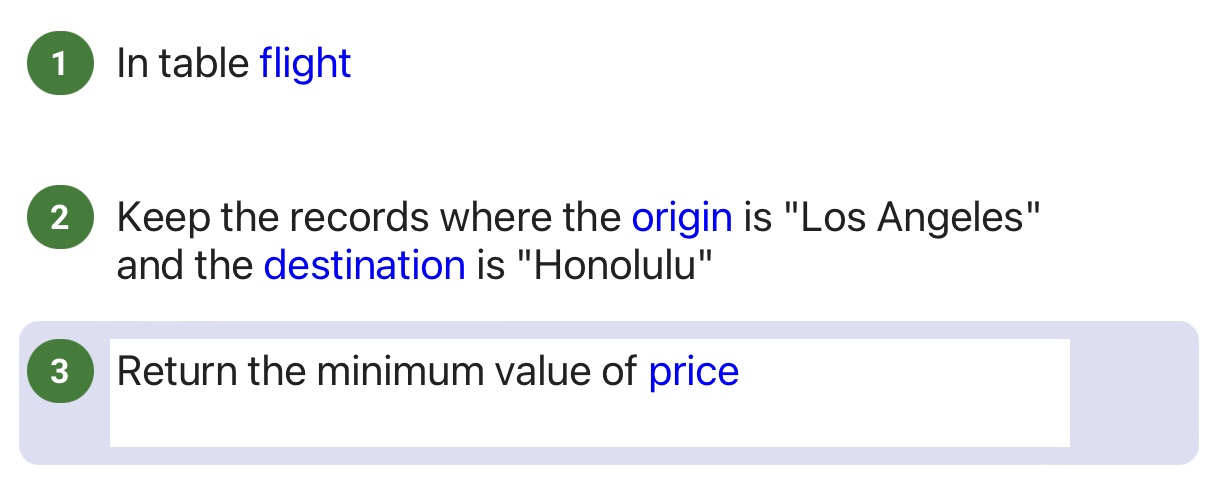 1 In table flight
2 Keep the records where the origin is "Los Angeles"
and the destination is "Honolulu"
3 Return the minimum value of price